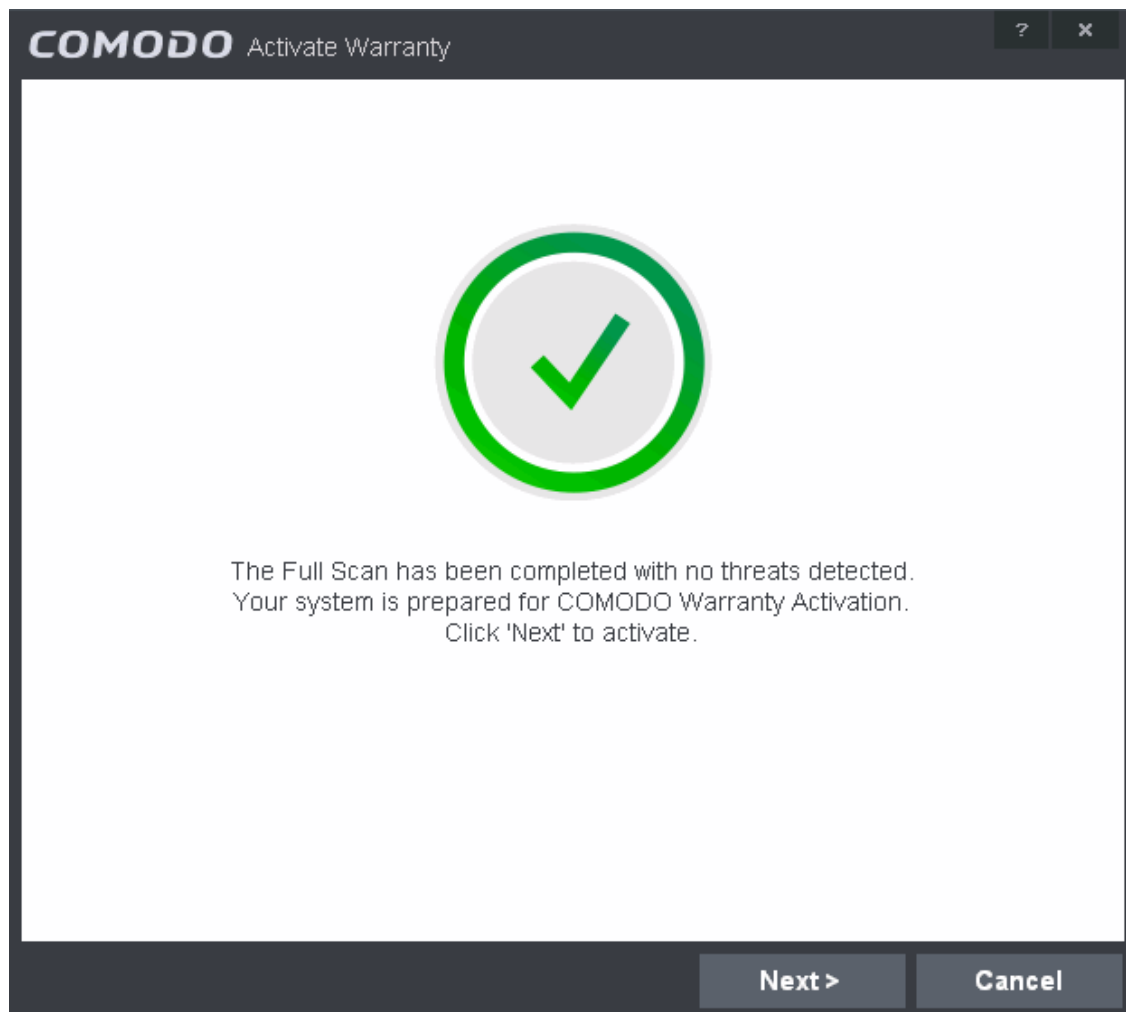 COMODO Activate Warranty
? x
The Full Scan has been completed with no threats detected.
Your system is prepared for COMODO Warranty Activation.
Click 'Next' to activate.
Next > Cancel